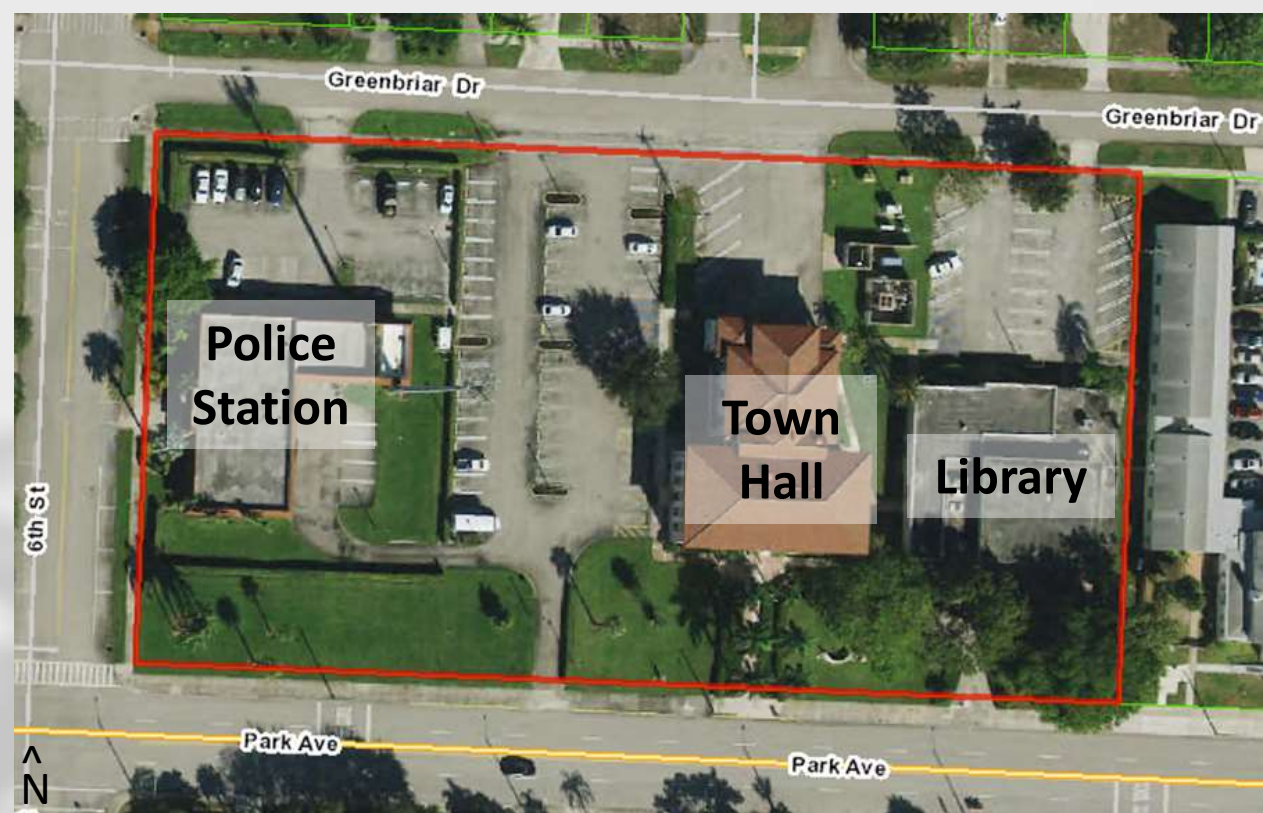 Greenbriar Dr
Greenbriar Dr
Police
Station
Town
Hall
Library
6th St
Park Ave
Park Ave
^
N